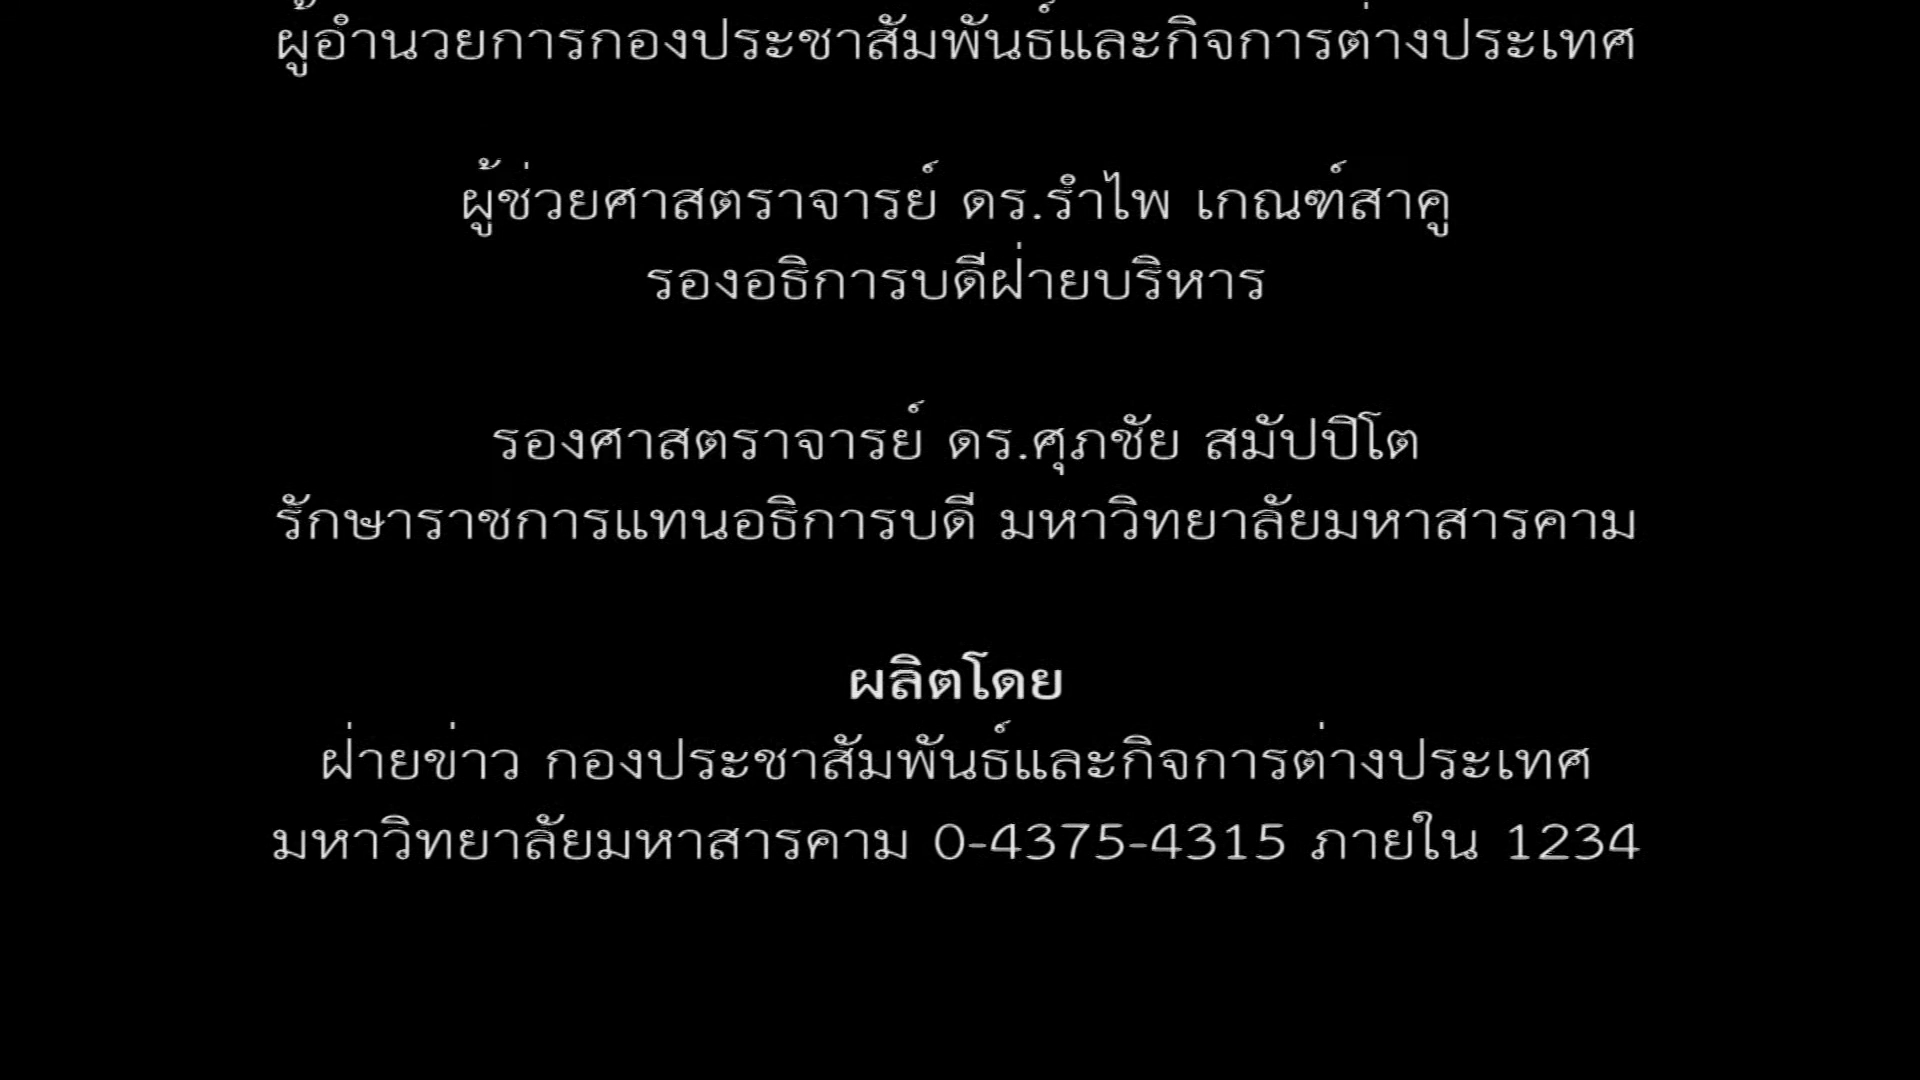 ผู้อำนวยการกองประชาสัมพันธ์และกิจการต่างประเทศ
ผู้ช่วยศาสตราจารย์ ดร.รำไพ เกณฑ์สาคู
รองอธิการบดีฝ่ายบริหาร
รองศาสตราจารย์ ดร.ศุภชัย สมัปปิโต
รักษาราชการแทนอธิการบดี มหาวิทยาลัยมหาสารคาม
ผลิตโดย
ฝ่ายข่าว กองประชาสัมพันธ์และกิจการต่างประเทศ
มหาวิทยาลัยมหาสารคาม 0-4375-4315 ภายใน 1234